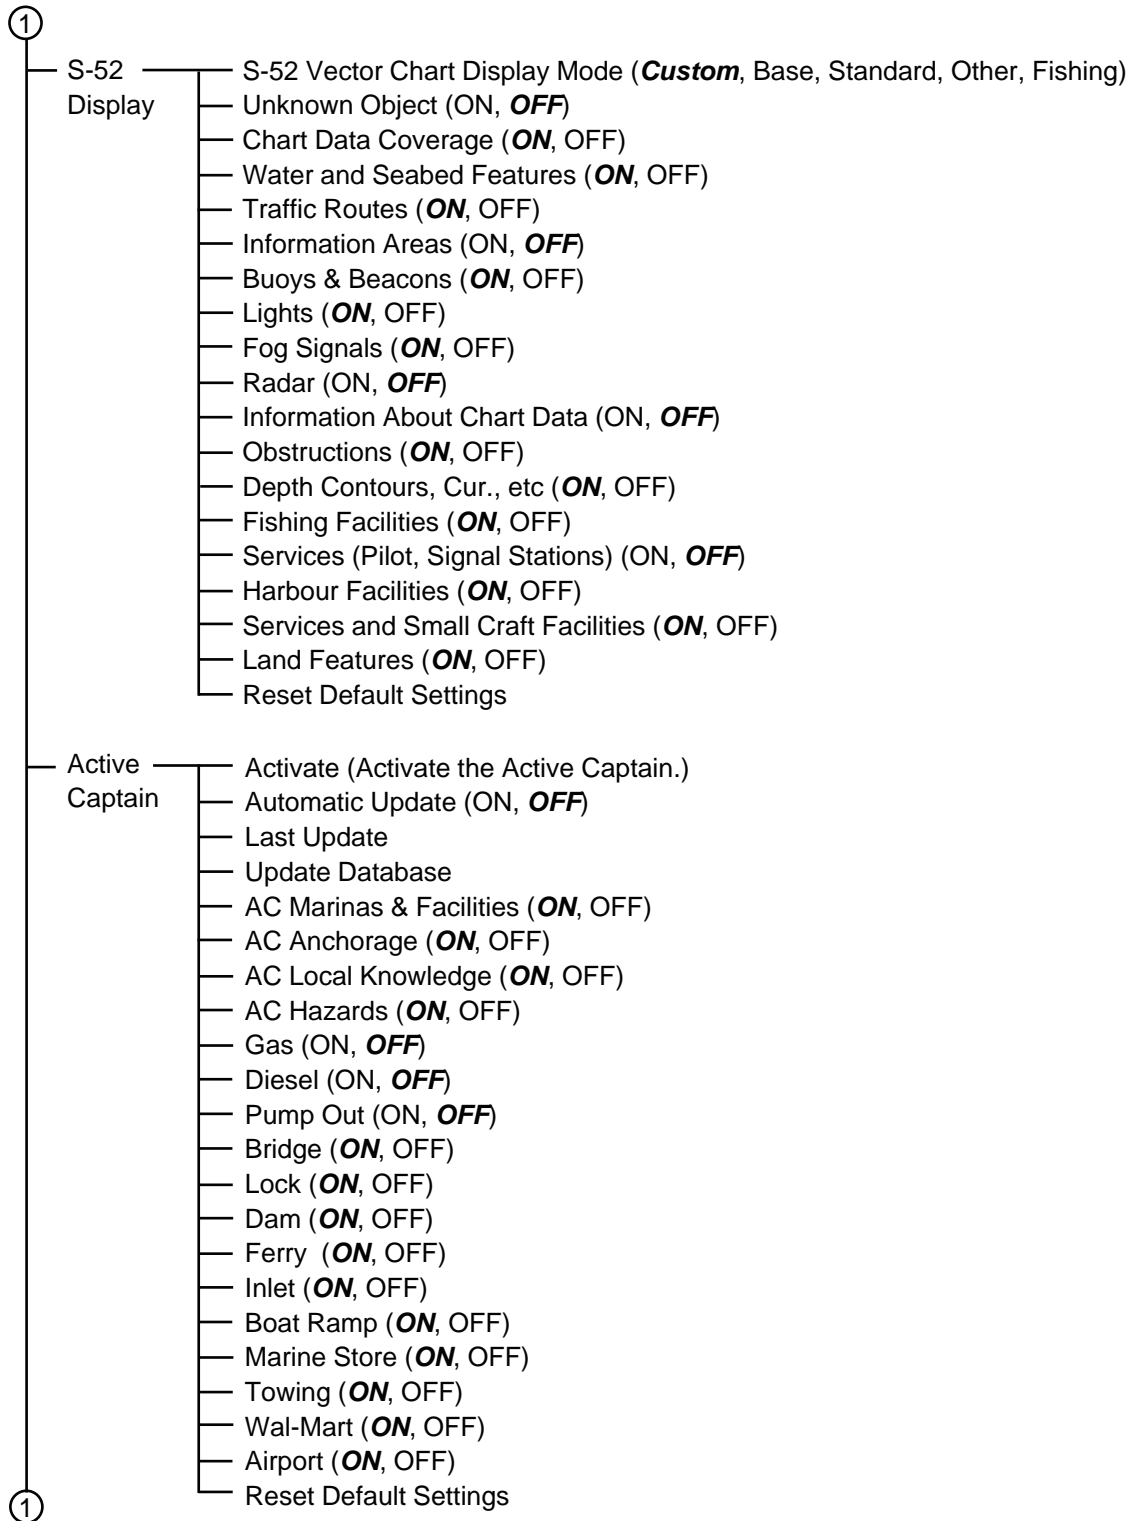 1
S-52 Display
S-52 Vector Chart Display Mode (Custom, Base, Standard, Other, Fishing)
Unknown Object (ON, OFF)
Chart Data Coverage (ON, OFF)
Water and Seabed Features (ON, OFF)
Traffic Routes (ON, OFF)
Information Areas (ON, OFF)
Buoys & Beacons (ON, OFF)
Lights (ON, OFF)
Fog Signals (ON, OFF)
Radar (ON, OFF)
Information About Chart Data (ON, OFF)
Obstructions (ON, OFF)
Depth Contours, Cur., etc (ON, OFF)
Fishing Facilities (ON, OFF)
Services (Pilot, Signal Stations) (ON, OFF)
Harbour Facilities (ON, OFF)
Services and Small Craft Facilities (ON, OFF)
Land Features (ON, OFF)
Reset Default Settings
Active Captain
Activate (Activate the Active Captain.)
Automatic Update (ON, OFF)
Last Update
Update Database
AC Marinas & Facilities (ON, OFF)
AC Anchorage (ON, OFF)
AC Local Knowledge (ON, OFF)
AC Hazards (ON, OFF)
Gas (ON, OFF)
Diesel (ON, OFF)
Pump Out (ON, OFF)
Bridge (ON, OFF)
Lock (ON, OFF)
Dam (ON, OFF)
Ferry (ON, OFF)
Inlet (ON, OFF)
Boat Ramp (ON, OFF)
Marine Store (ON, OFF)
Towing (ON, OFF)
Wal-Mart (ON, OFF)
Airport (ON, OFF)
Reset Default Settings
1